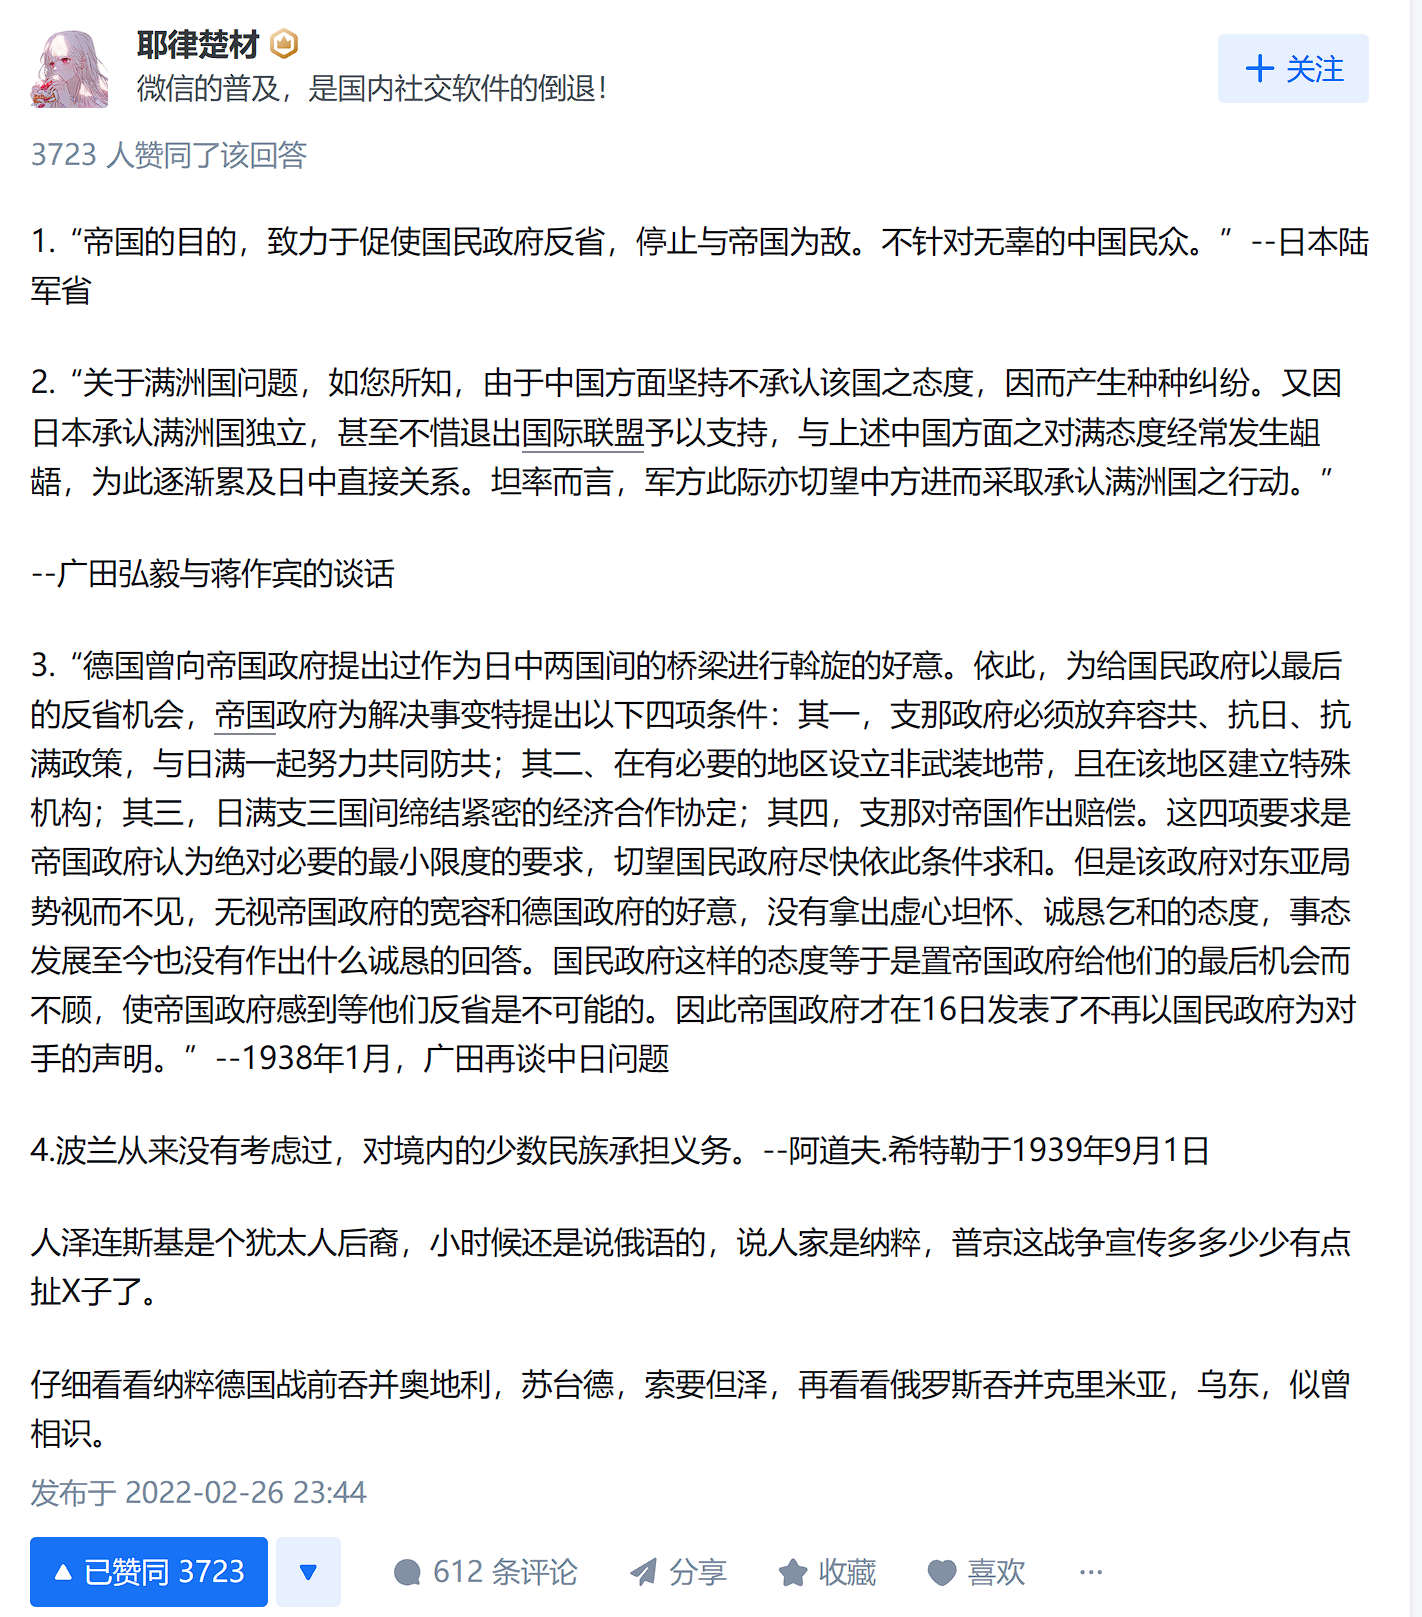 耶律楚材
微信的普及，是国内社交软件的倒退！
关注
3723 人赞同了该回答
1.“帝国的目的，致力于促使国民政府反省，停止与帝国为敌。不针对无辜的中国民众。”--日本陆
军省
2.“关于满洲国问题，如您所知，由于中国方面坚持不承认该国之态度，因而产生种种纠纷。又因
日本承认满洲国独立，甚至不惜退出国际联盟予以支持，与上述中国方面之对满态度经常发生龃
龉，为此逐渐累及日中直接关系。坦率而言，军方此际亦切望中方进而采取承认满洲国之行动。”
--广田弘毅与蒋作宾的谈话
3.“德国曾向帝国政府提出过作为日中两国间的桥梁进行斡旋的好意。依此，为给国民政府以最后
的反省机会，帝国政府为解决事变特提出以下四项条件：其一，支那政府必须放弃容共、抗日、抗
满政策，与日满一起努力共同防共；其二、在有必要的地区设立非武装地带，且在该地区建立特殊
机构；其三，日满支三国间缔结紧密的经济合作协定；其四，支那对帝国作出赔偿。这四项要求是
帝国政府认为绝对必要的最小限度的要求，切望国民政府尽快依此条件求和。但是该政府对东亚局
势视而不见，无视帝国政府的宽容和德国政府的好意，没有拿出虚心坦怀、诚恳乞和的态度，事态
发展至今也没有作出什么诚恳的回答。国民政府这样的态度等于是置帝国政府给他们的最后机会而
不顾，使帝国政府感到等他们反省是不可能的。因此帝国政府才在16日发表了不再以国民政府为对
手的声明。”--1938年1月，广田再谈中日问题
4.波兰从来没有考虑过，对境内的少数民族承担义务。--阿道夫.希特勒于1939年9月1日
人泽连斯基是个犹太人后裔，小时候还是说俄语的，说人家是纳粹，普京这战争宣传多多少少有点
扯X子了。
仔细看看纳粹德国战前吞并奥地利，苏台德，索要但泽，再看看俄罗斯吞并克里米亚，乌东，似曾
相识。
发布于 2022-02-26 23:44
已赞同 3723 612 条评论 分享 收藏 喜欢 ···